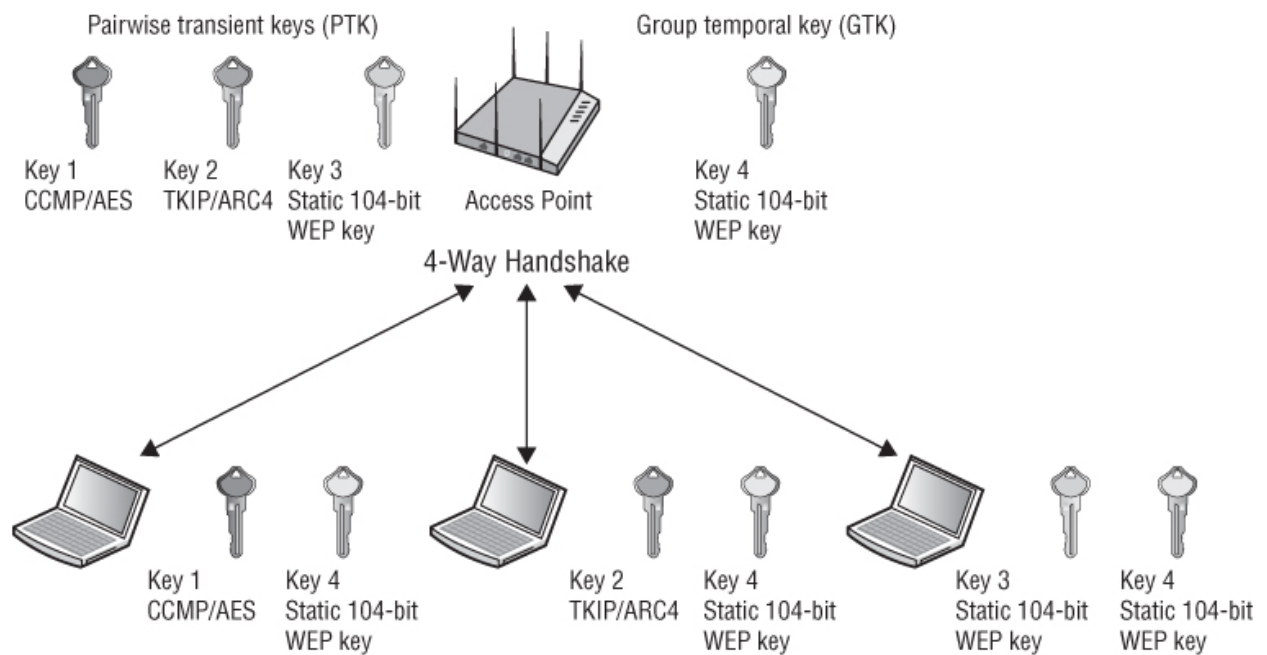 Pairwise transient keys (PTK)
Group temporal key (GTK)
Key 1
CCMP/AES
Key 2
TKIP/ARC4
Key 3
Static 104-bit
WEP key
Access Point
Key 4
Static 104-bit
WEP key
4-Way Handshake
Key 1
CCMP/AES
Key 4
Static 104-bit
WEP key
Key 2
TKIP/ARC4
Key 4
Static 104-bit
WEP key
Key 3
Static 104-bit
WEP key
Key 4
Static 104-bit
WEP key